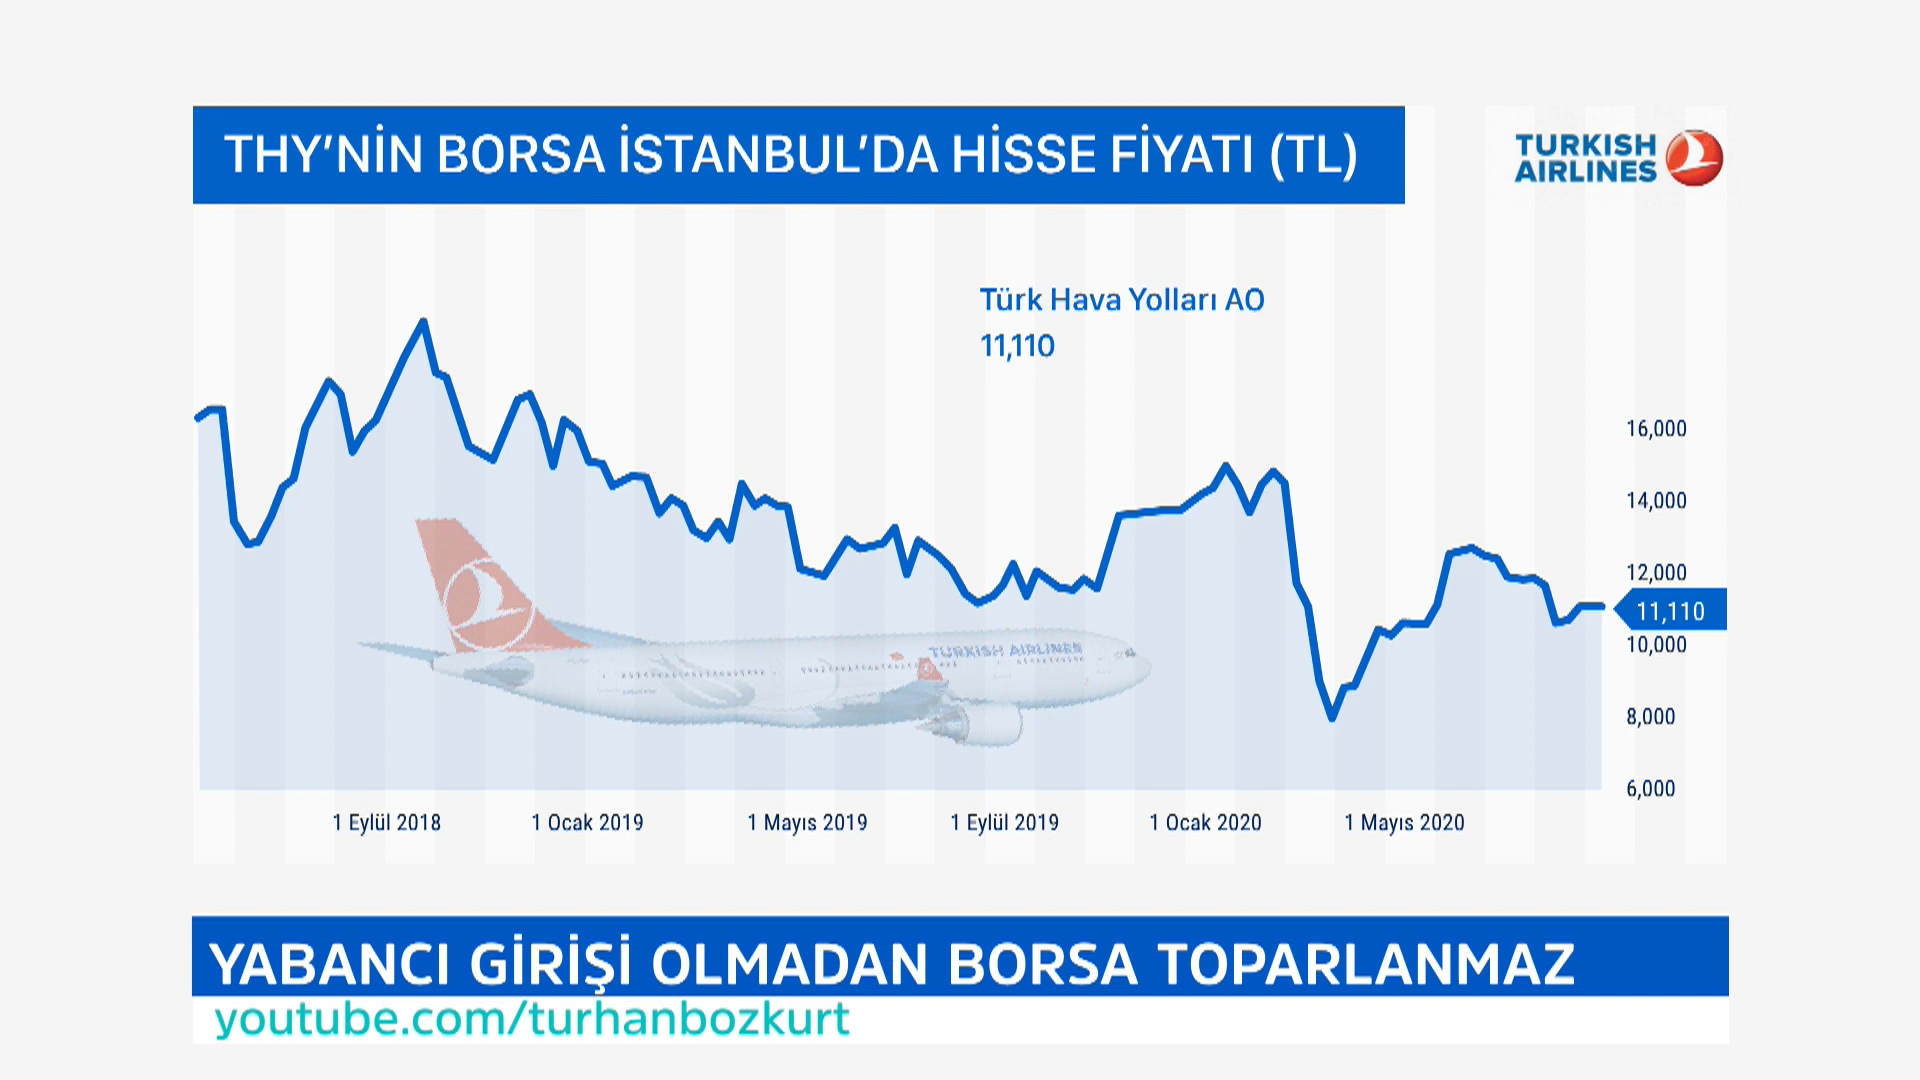 THY’NİN BORSA İSTANBUL’DA HİSSE FİYATI (TL)
TURKISH
AIRLINES
Türk Hava Yolları AO
11,110
16,000
14,000
12,000
11,110
10,000
8,000
6,000
TURKISH AIRLINES
1 Eylül 2018
1 Ocak 2019
1 Mayıs 2019
1 Eylül 2019
1 Ocak 2020
1 Mayıs 2020
YABANCI GİRİŞİ OLMADAN BORSA TOPARLANMAZ
youtube.com/turhanbozkurt